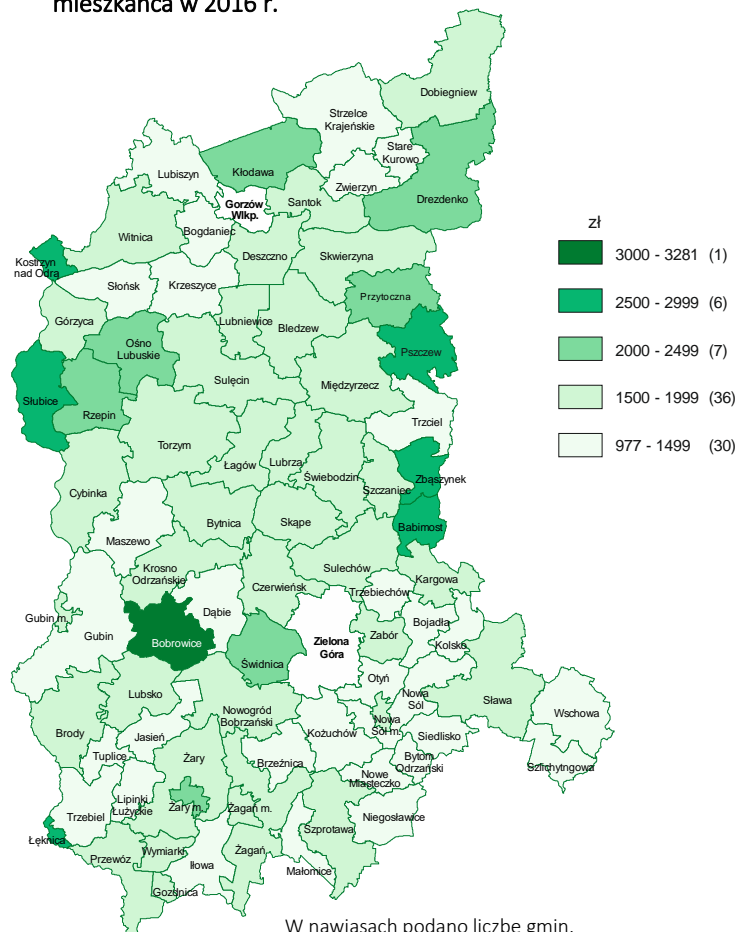 mieszkańca w 2016 r.
Dobiegniew
Strzelce
Krajeńskie
Stare
Kurowo
Lubiszyn
Kłodawa
Zwierzyn
Drezdenko
Gorzów
Wlkp.
Santok
Witnica
Bogdaniec
Deszczno
Skwierzyna
Kostrzyn
nad Odrą
Słońsk
Krzeszyce
Przytoczna
Górzyca
Lubniewice
Bledzew
Ośno
Lubuskie
Pszczew
Sulęcin
Międzyrzecz
Słubice
Rzepin
Trzciel
Torzym
Łagów
Lubrza
Świebodzin
Zbąszynek
Szczaniec
Cybinka
Bytnica
Skąpe
Babimost
Maszewo
Krosno
Odrzańskie
Sulechów
Czerwieńsk
Trzebiechów
Kargowa
Gubin m.
Gubin
Dąbie
Bobrowice
Zielona
Góra
Zabór
Bojadła
Kolsko
Świdnica
Otyń
Lubsko
Nowa
Sól
Sława
Wschowa
Nowogród
Bobrzański
Brody
Jasień
Kożuchów
Nowa
Sól m.
Siedlisko
Tuplice
Żary
Brzeźnica
Bytom
Odrzański
Szlichtyngowa
Nowe
Miasteczko
Trzebiel
Lipinki
Łużyckie
Żary m.
Żagań m.
Niegosławice
Szprotawa
Łęknica
Przewóz
Wymiarki
Iłowa
Żagań
Małomice
Gozdnica
zł
3000 - 3281 (1)
2500 - 2999 (6)
2000 - 2499 (7)
1500 - 1999 (36)
977 - 1499 (30)
W nawiasach podano liczbę gmin.